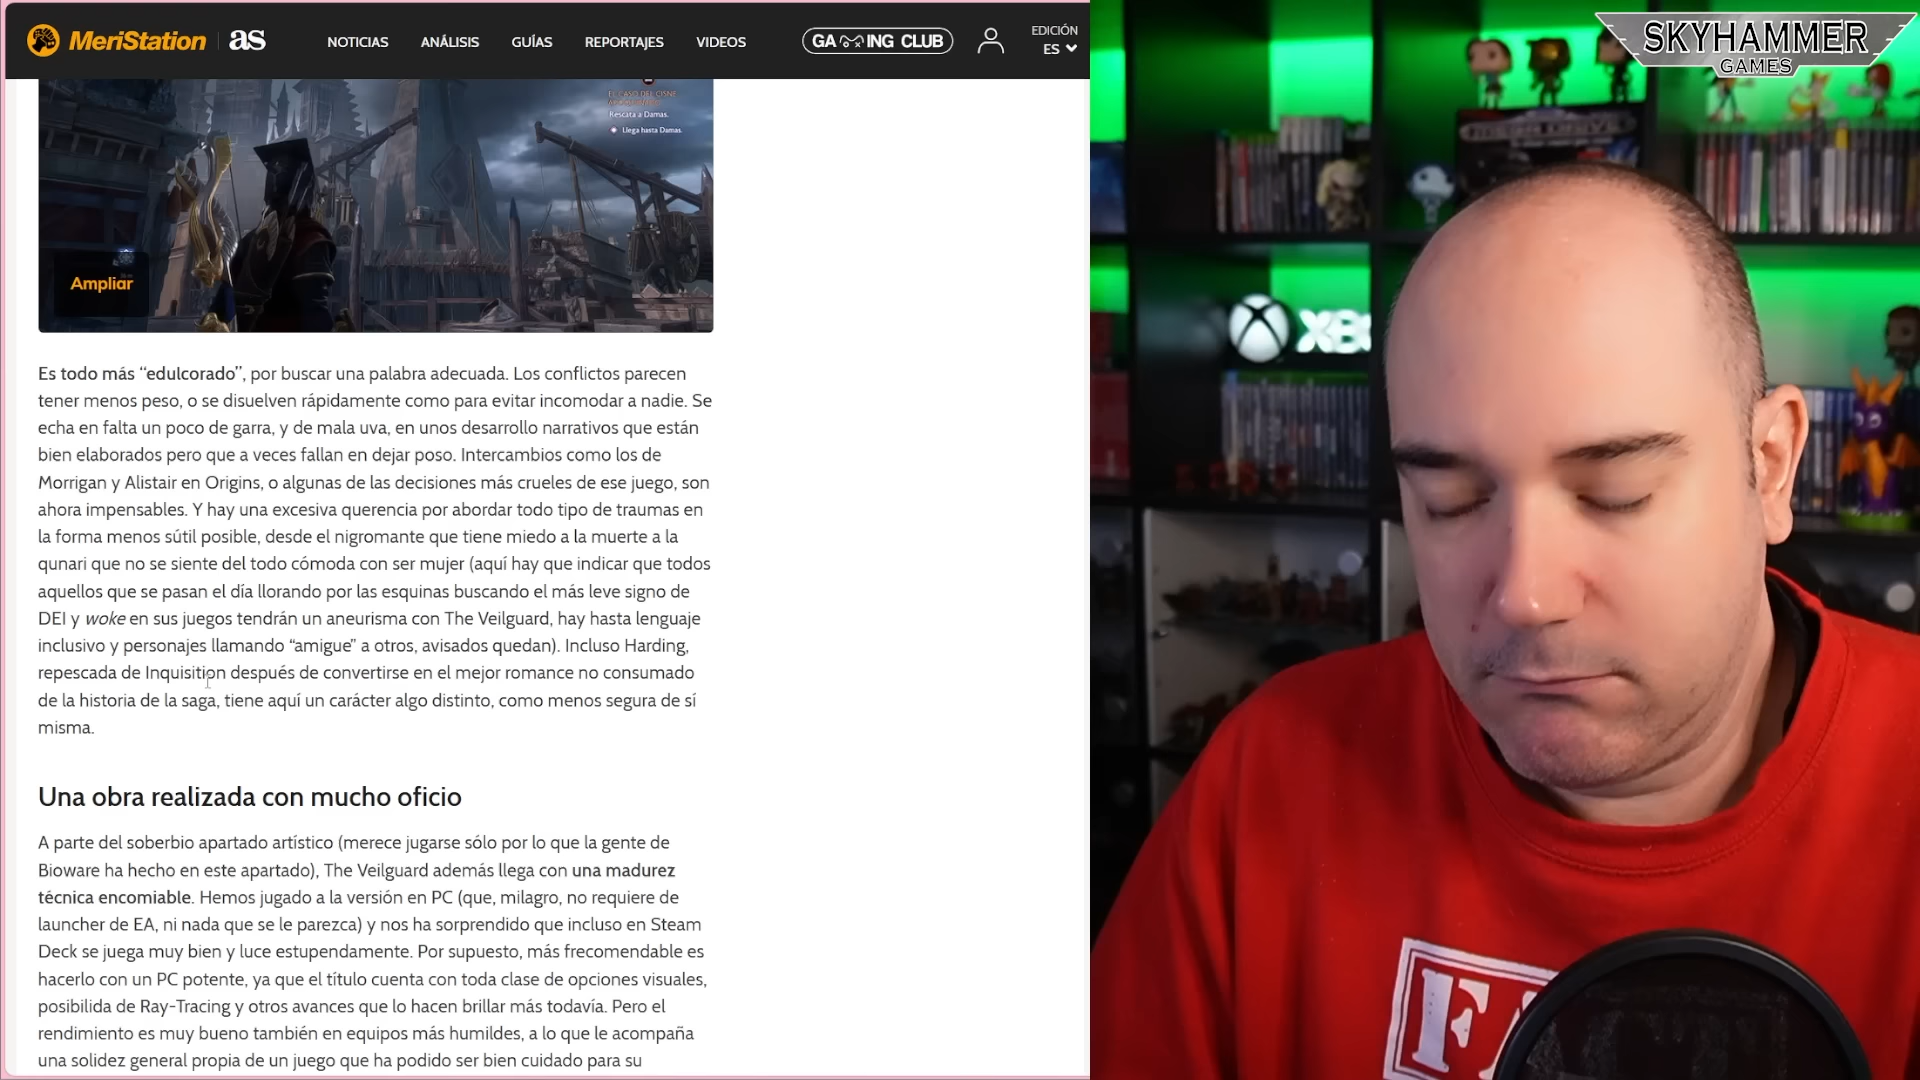 MeriStation as NOTICIAS ANÁLISIS GUÍAS REPORTAJES VIDEOS GAMING CLUB EDICIÓN
ES
SKYHAMMER
GAMES
Rescata a Damas.
Llega hasta Damas.
Ampliar
XBO
Es todo más “edulcorado”, por buscar una palabra adecuada. Los conflictos parecen
tener menos peso, o se disuelven rápidamente como para evitar incomodar a nadie. Se
echa en falta un poco de garra, y de mala uva, en unos desarrollo narrativos que están
bien elaborados pero que a veces fallan en dejar poso. Intercambios como los de
Morrigan y Alistair en Origins, o algunas de las decisiones más crueles de ese juego, son
ahora impensables. Y hay una excesiva querencia por abordar todo tipo de traumas en
la forma menos sútil posible, desde el nigromante que tiene miedo a la muerte a la
qunari que no se siente del todo cómoda con ser mujer (aquí hay que indicar que todos
aquellos que se pasan el día llorando por las esquinas buscando el más leve signo de
DEI y woke en sus juegos tendrán un aneurisma con The Veilguard, hay hasta lenguaje
inclusivo y personajes llamando “amigue” a otros, avisados quedan). Incluso Harding,
repescada de Inquisition después de convertirse en el mejor romance no consumado
de la historia de la saga, tiene aquí un carácter algo distinto, como menos segura de sí
misma.
Una obra realizada con mucho oficio
A parte del soberbio apartado artístico (merece jugarse sólo por lo que la gente de
Bioware ha hecho en este apartado), The Veilguard además llega con una madurez
técnica encomiable. Hemos jugado a la versión en PC (que, milagro, no requiere de
launcher de EA, ni nada que se le parezca) y nos ha sorprendido que incluso en Steam
Deck se juega muy bien y luce estupendamente. Por supuesto, más frecomendable es
hacerlo con un PC potente, ya que el título cuenta con toda clase de opciones visuales,
posibilida de Ray-Tracing y otros avances que lo hacen brillar más todavía. Pero el
rendimiento es muy bueno también en equipos más humildes, a lo que le acompaña
una solidez general propia de un juego que ha podido ser bien cuidado para su